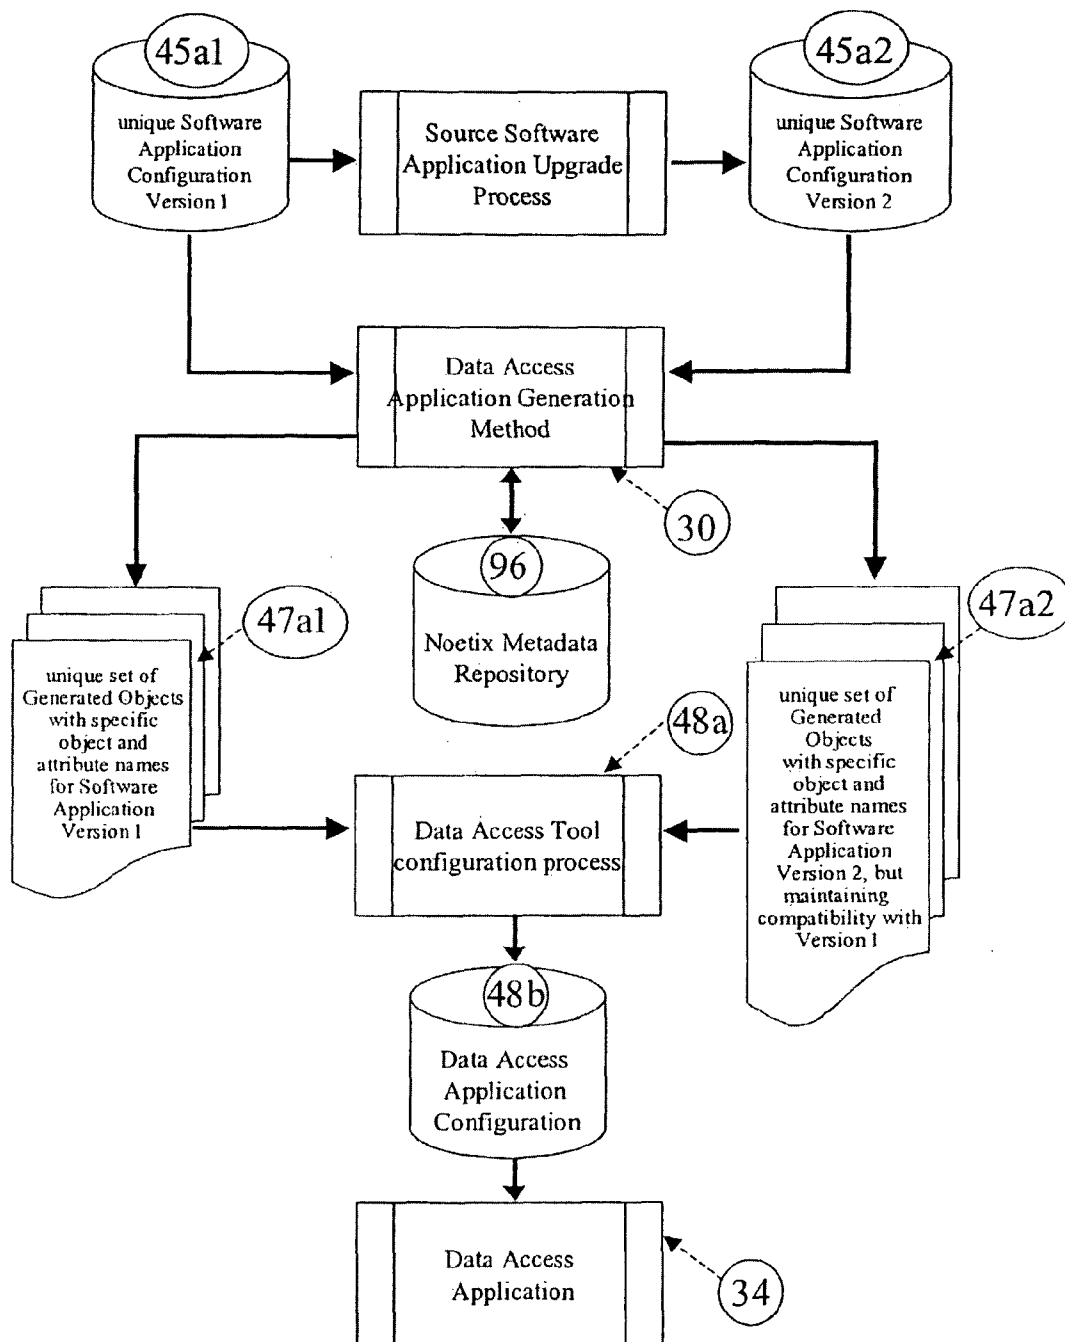 45a1
unique Software
Application
Configuration
Version 1
Source Software
Application Upgrade
Process
45a2
unique Software
Application
Configuration
Version 2
Data Access
Application Generation
Method
30
96
Noetix Metadata
Repository
47a1
unique set of
Generated Objects
with specific
object and
attribute names
for Software
Application
Version 1
47a2
unique set of
Generated
Objects
with specific
object and
attribute names
for Software
Application
Version 2, but
maintaining
compatibility with
Version 1
48a
Data Access Tool
configuration process
48b
Data Access
Application
Configuration
Data Access
Application
34